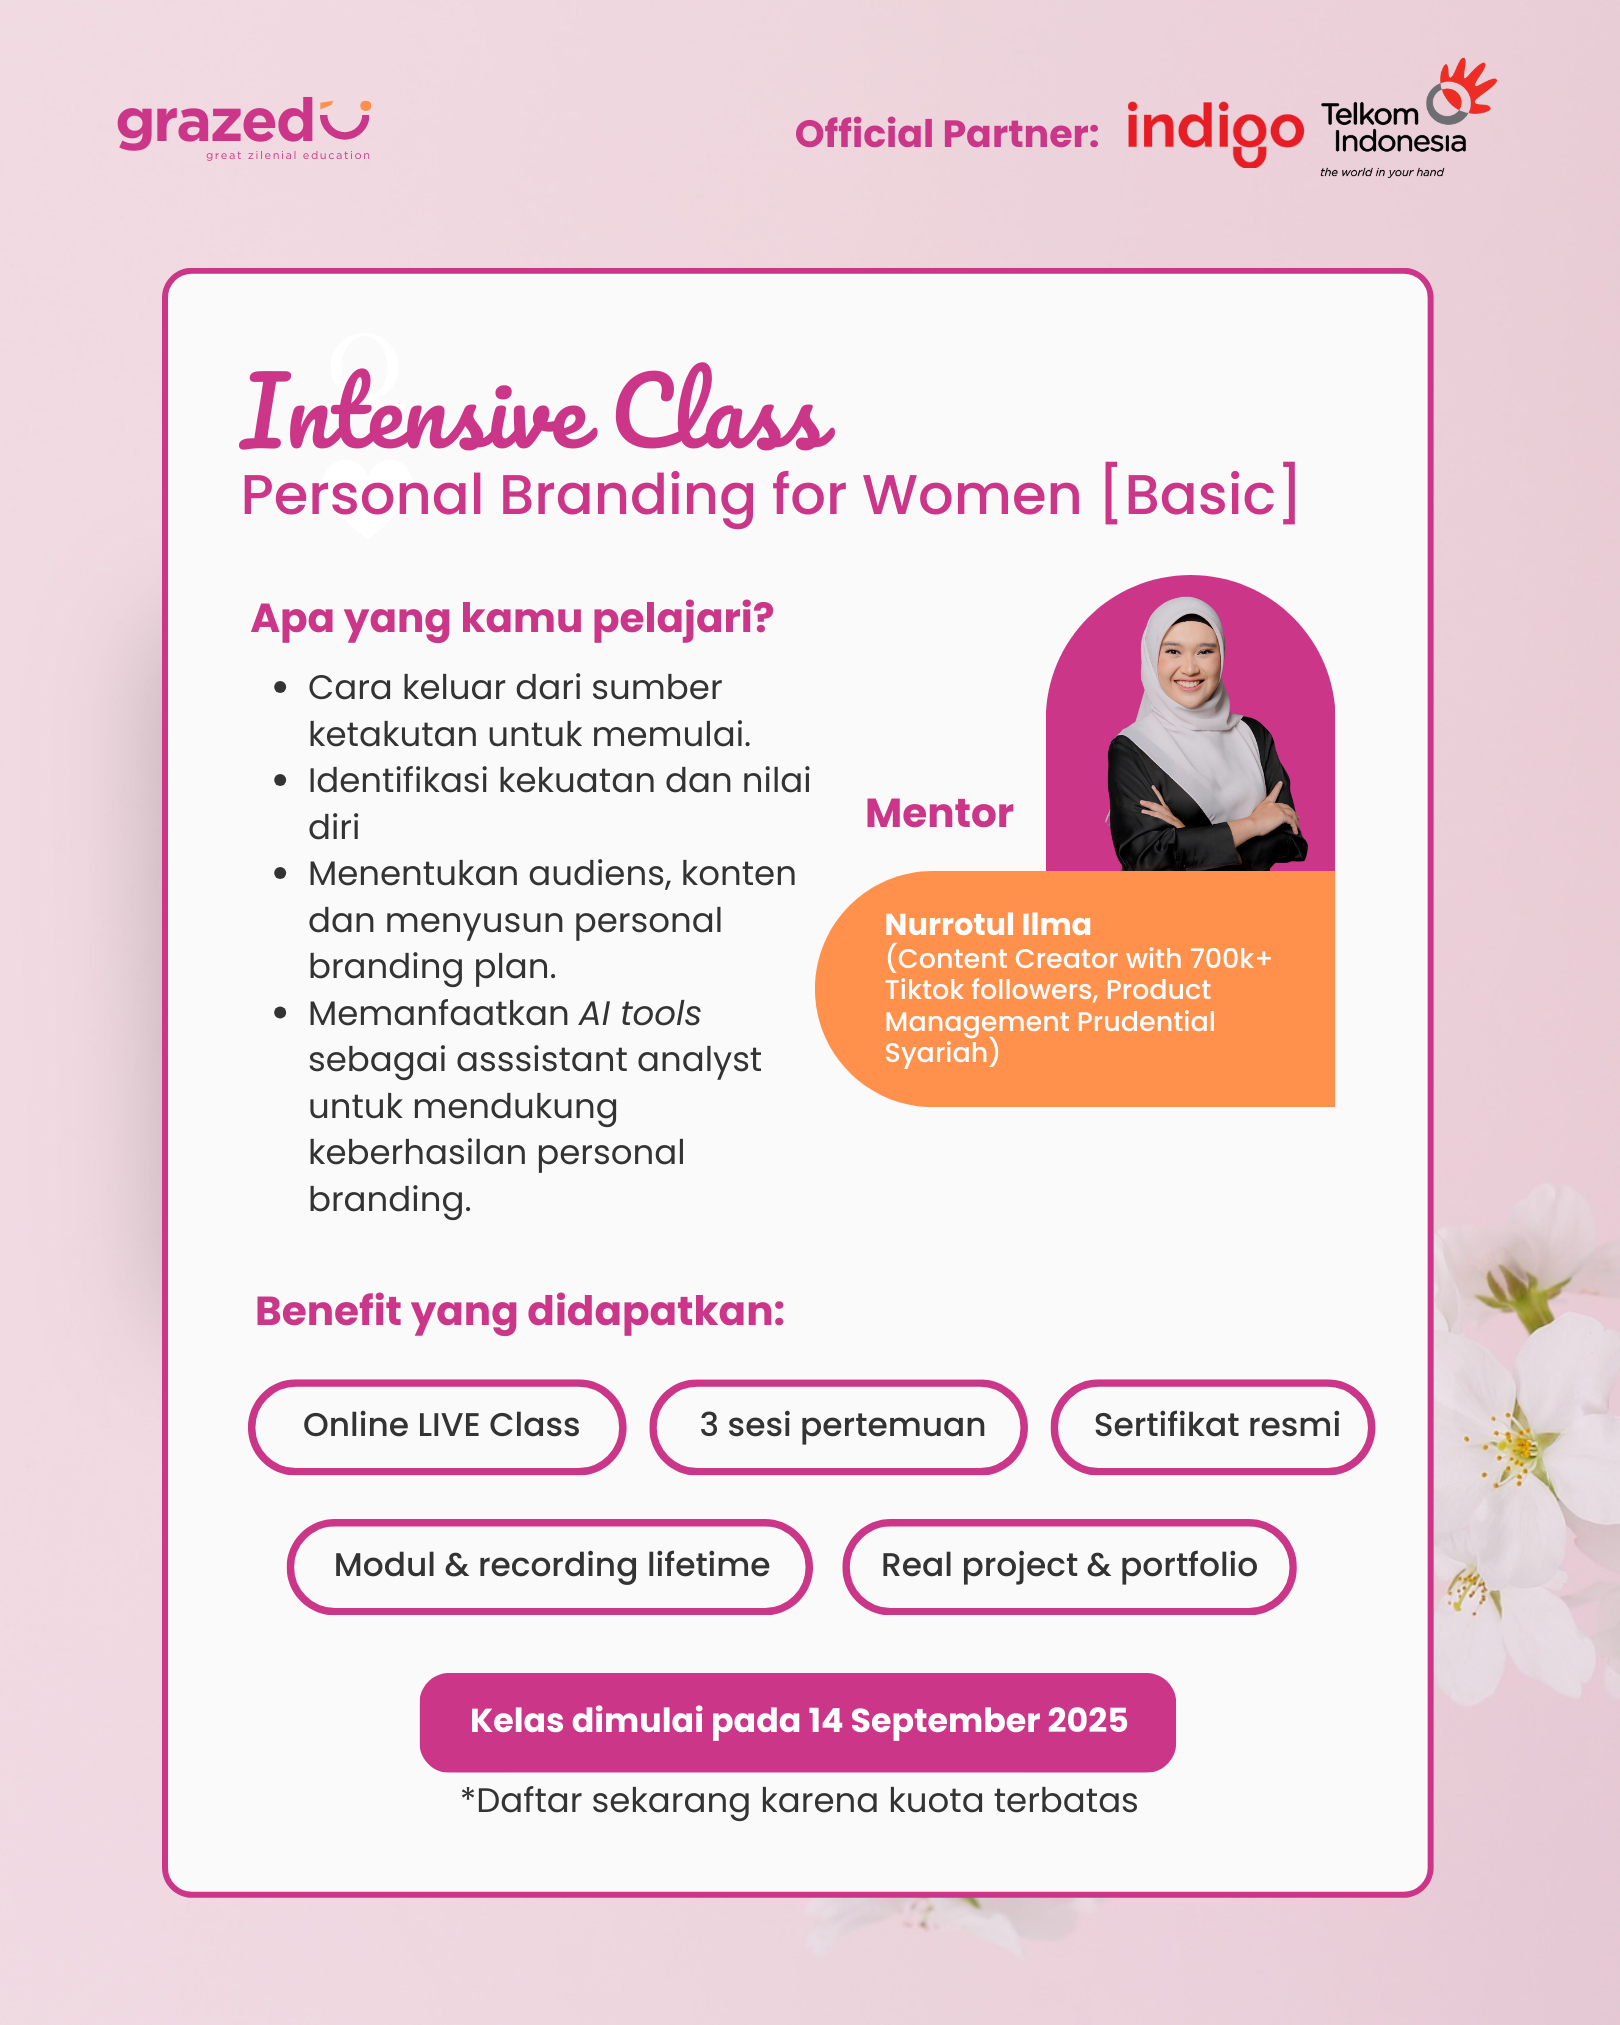 grazedu
great zilenial education
Official Partner:
indigo
Telkom
Indonesia
the world in your hand
Intensive Class
Personal Branding for Women [Basic]
Apa yang kamu pelajari?
• Cara keluar dari sumber
ketakutan untuk memulai.
• Identifikasi kekuatan dan nilai
diri
• Menentukan audiens, konten
dan menyusun personal
branding plan.
• Memanfaatkan AI tools
sebagai asssistant analyst
untuk mendukung
keberhasilan personal
branding.
Mentor
Nurrotul Ilma
(Content Creator with 700k+
Tiktok followers, Product
Management Prudential
Syariah)
Benefit yang didapatkan:
Online LIVE Class
3 sesi pertemuan
Sertifikat resmi
Modul & recording lifetime
Real project & portfolio
Kelas dimulai pada 14 September 2025
*Daftar sekarang karena kuota terbatas